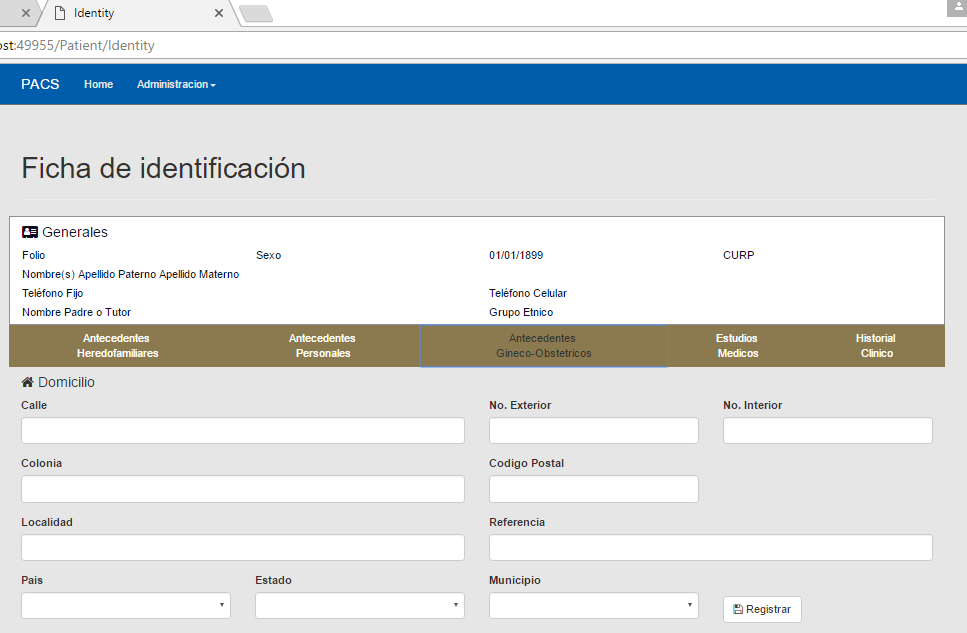 Identity
ost:49955/Patient/Identity
PACS Home Administracion
Ficha de identificación
Generales
Folio Sexo 01/01/1899 CURP
Nombre(s) Apellido Paterno Apellido Materno
Teléfono Fijo Teléfono Celular
Nombre Padre o Tutor Grupo Etnico
Antecedentes Antecedentes Antecedentes Estudios Historial
Heredofamiliares Personales Gineco-Obstetricos Medicos Clinico
Domicilio
Calle No. Exterior No. Interior
Colonia Codigo Postal
Localidad Referencia
Pais Estado Municipio
Registrar